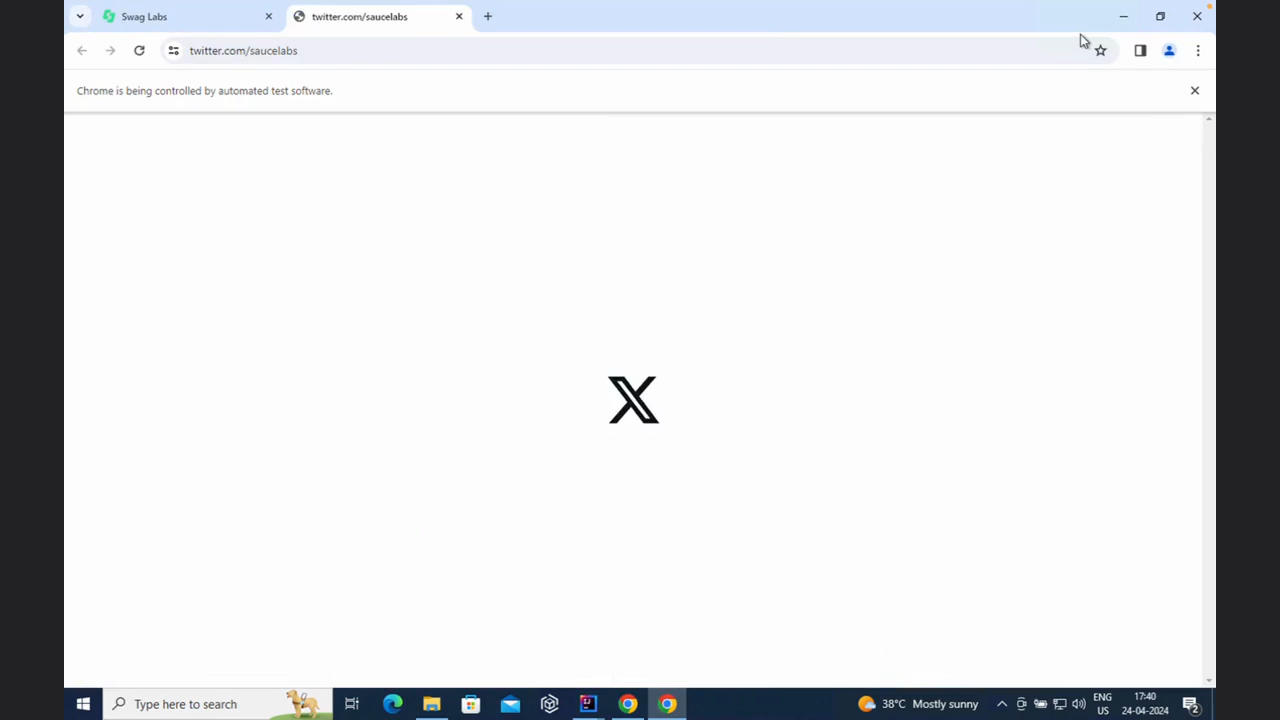 Swag Labs
twitter.com/saucelabs
twitter.com/saucelabs
Chrome is being controlled by automated test software.
X
Type here to search
38°C Mostly sunny
ENG
US
17:40
24-04-2024
2